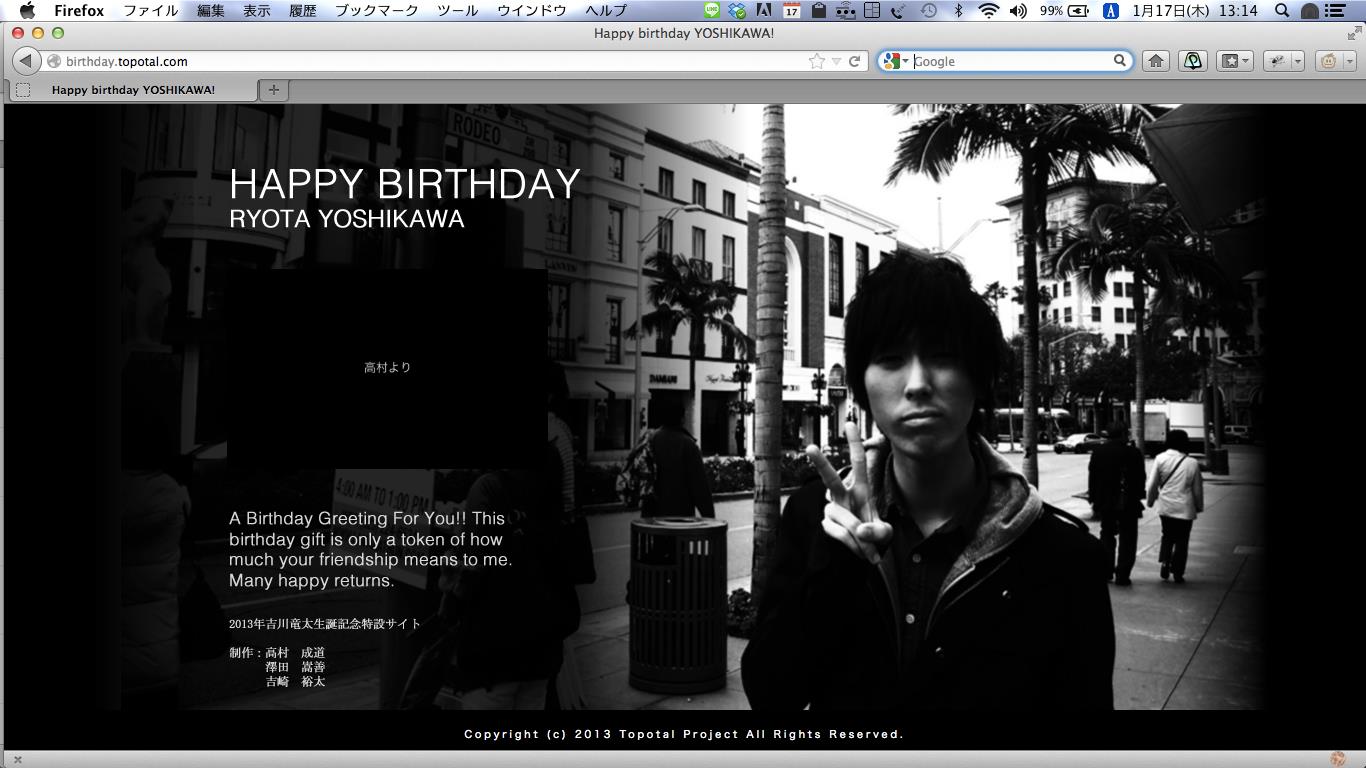 Firefox ファイル 編集 表示 履歴 ブックマーク ツール ウインドウ ヘルプ 17 99% A 1月17日(木) 13:14
Happy birthday YOSHIKAWA!
birthday.topotal.com
Google
Happy birthday YOSHIKAWA!
RODEO
HAPPY BIRTHDAY
RYOTA YOSHIKAWA
LANVIN
高村より
DAMIANI
4:00 AM TO 1:00 PM
A Birthday Greeting For You!! This
birthday gift is only a token of how
much your friendship means to me.
Many happy returns.
2013年吉川竜太生誕記念特設サイト
制作：高村　成道
澤田　嵩善
吉崎　裕太
Copyright (c) 2013 Topotal Project All Rights Reserved.